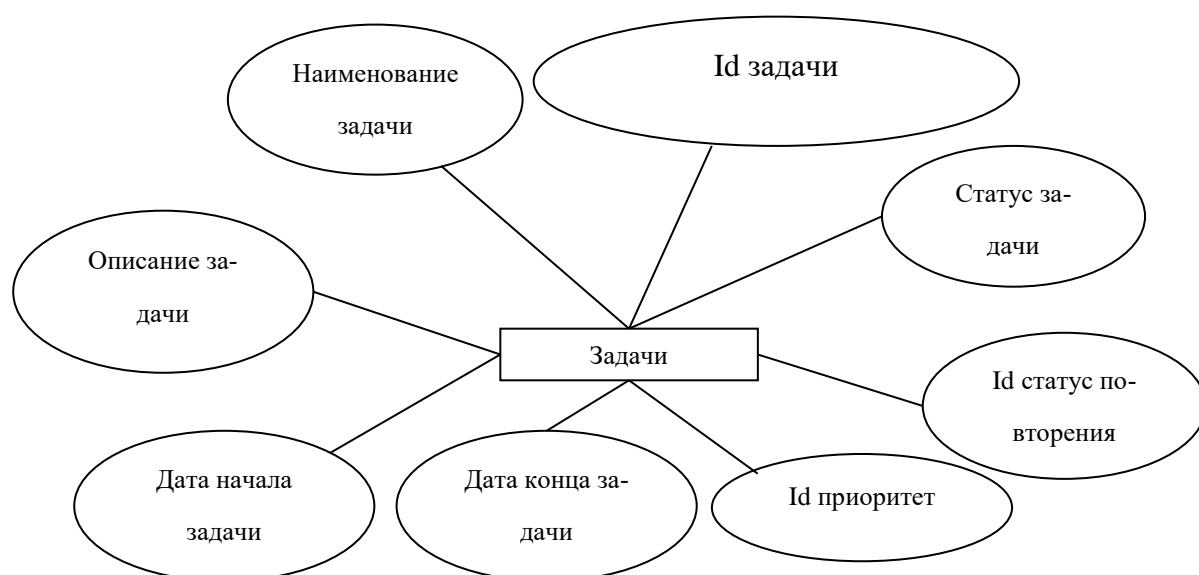 Наименование
задачи
Id задачи
Статус за-
дачи
Описание за-
дачи
Задачи
Id статус по-
вторения
Дата начала
задачи
Дата конца за-
дачи
Id приоритет